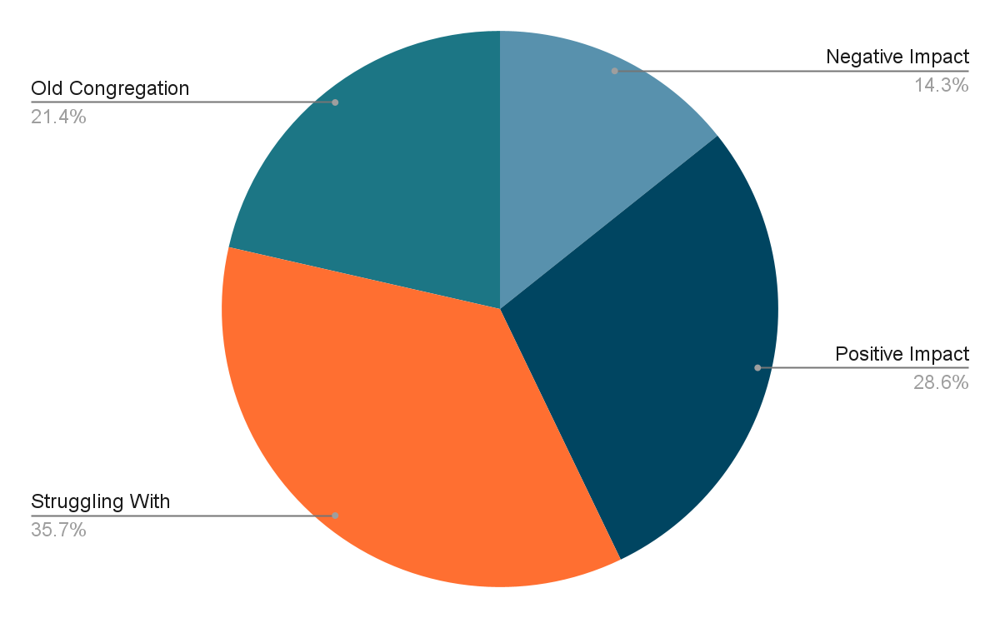 Negative Impact
14.3%
Old Congregation
21.4%
Positive Impact
28.6%
Struggling With
35.7%